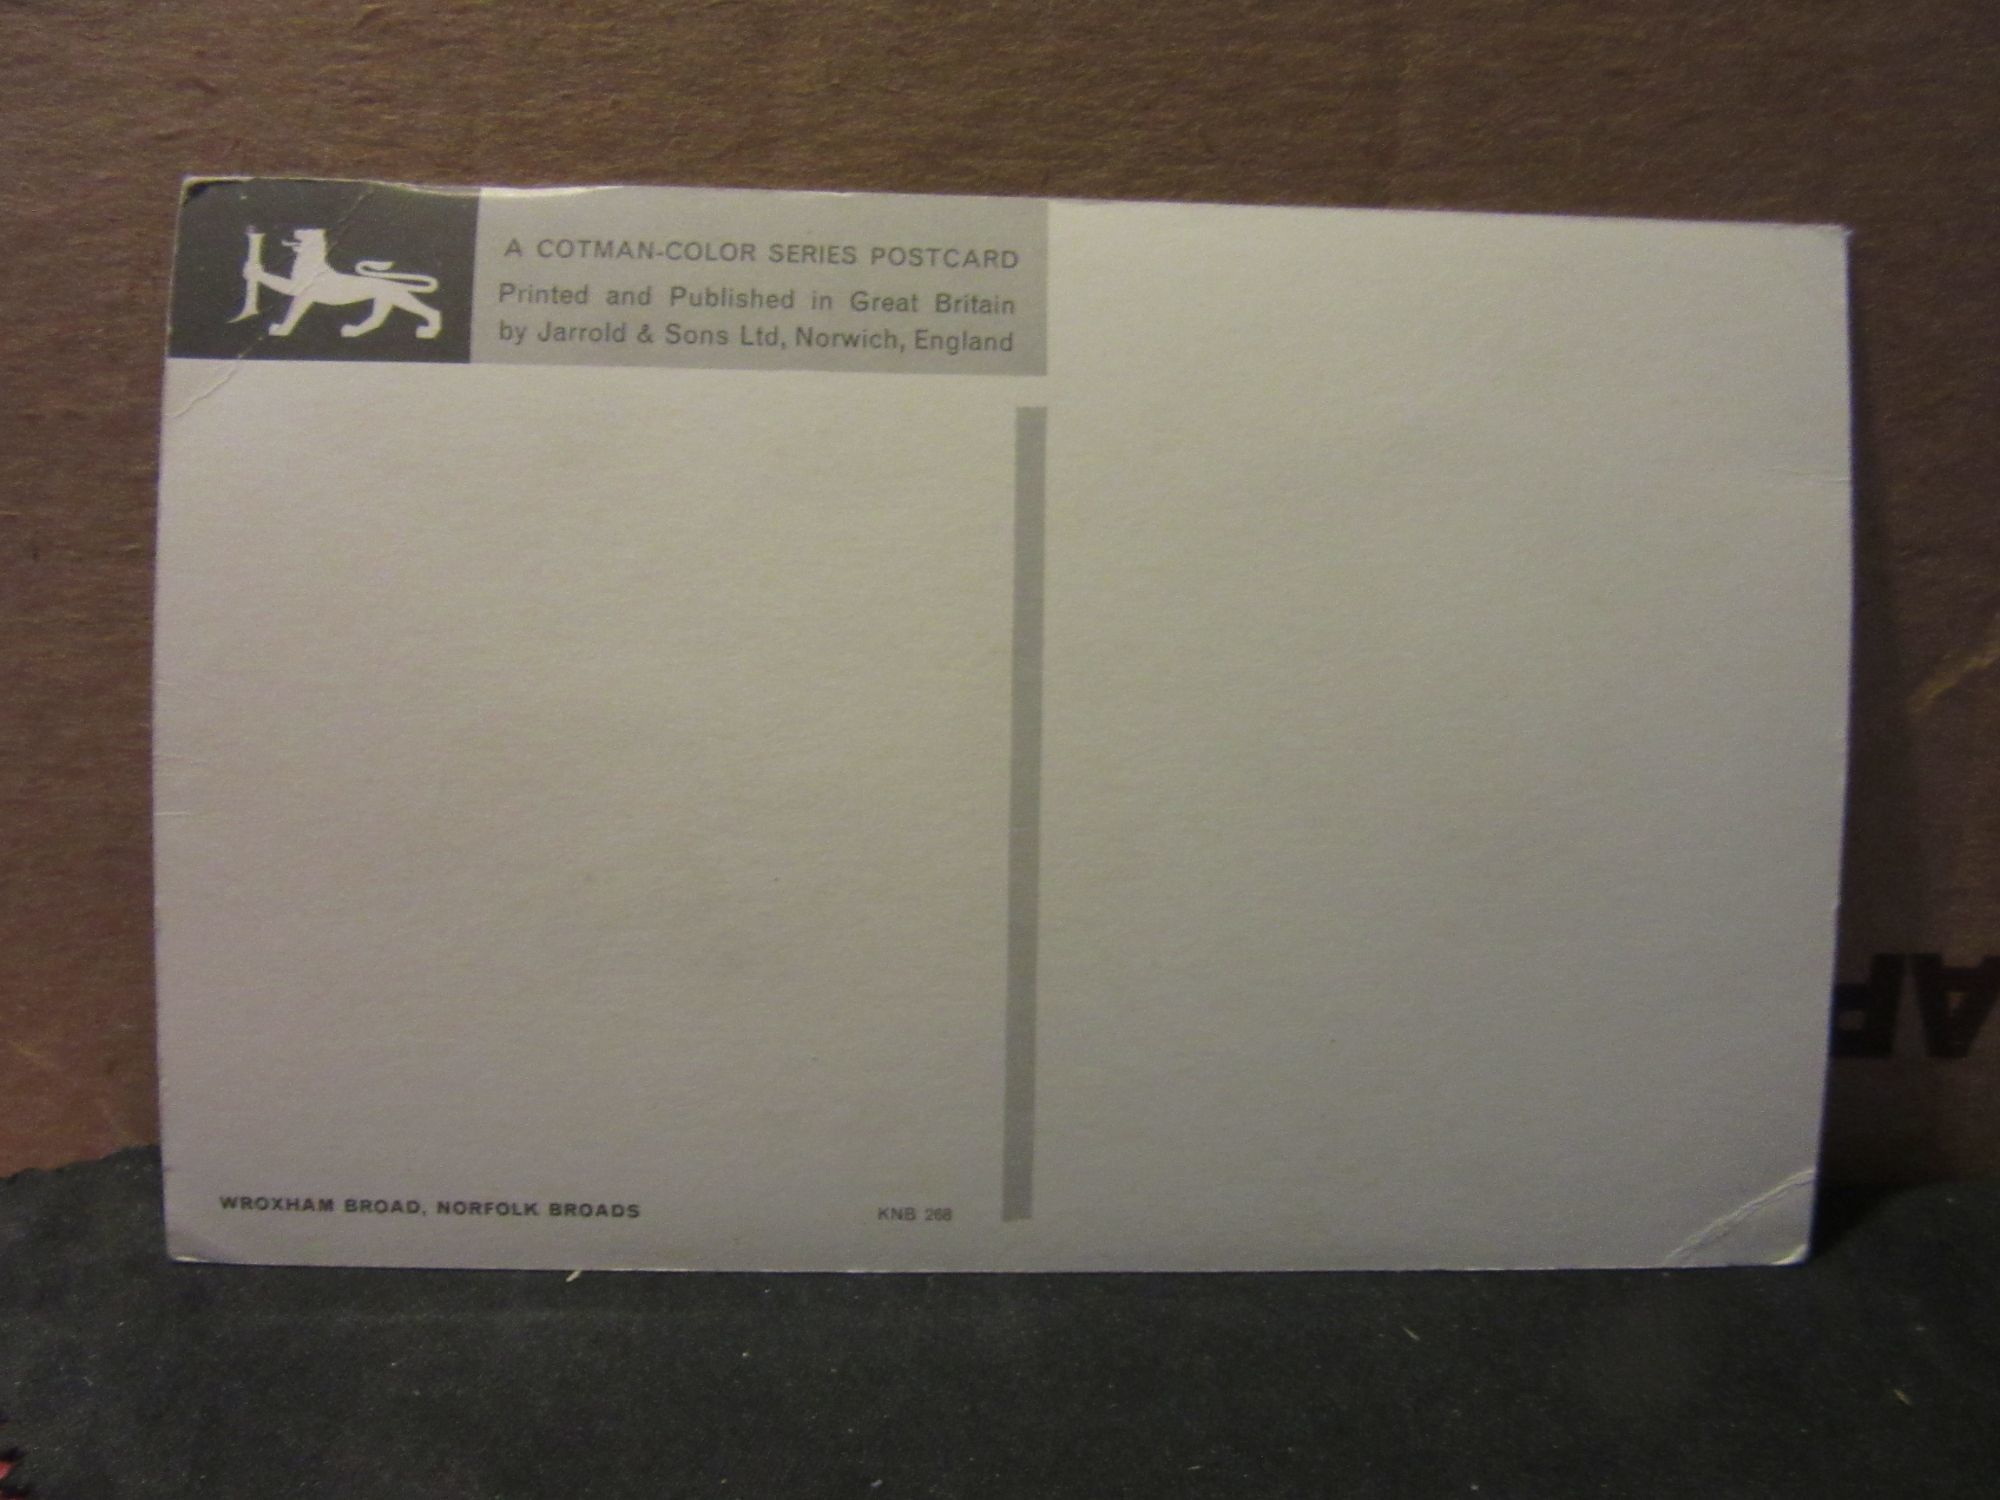 A COTMAN-COLOR SERIES POSTCARD
Printed and Published in Great Britain
by Jarrold & Sons Ltd, Norwich, England
WROXHAM BROAD, NORFOLK BROADS
KNB 268